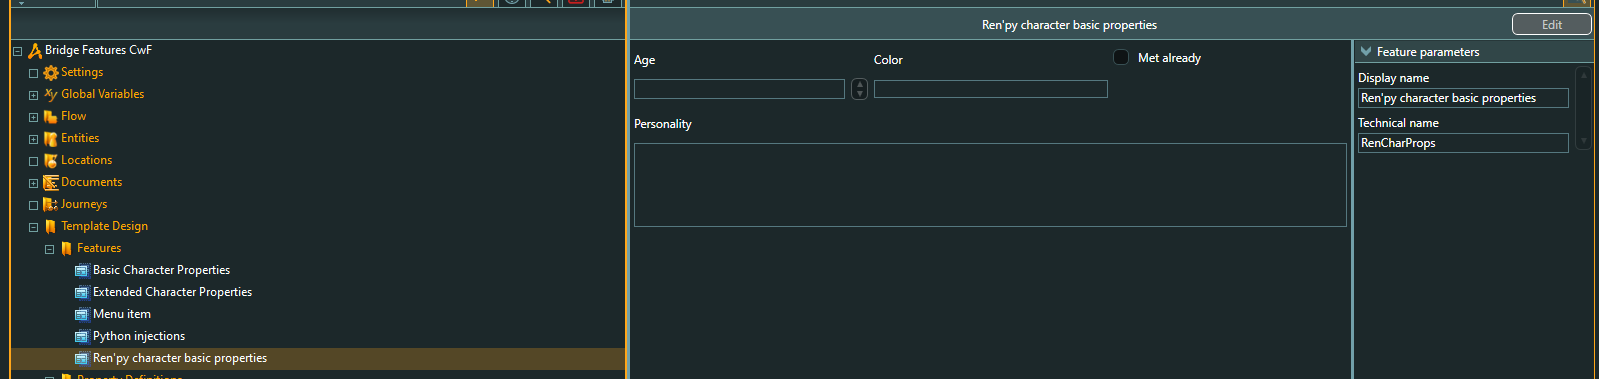 Ren'py character basic properties
Edit
Bridge Features CwF
Settings
Global Variables
Flow
Entities
Locations
Documents
Journeys
Template Design
Features
Basic Character Properties
Extended Character Properties
Menu item
Python injections
Ren'py character basic properties
Property Definitions
Age
Color
Met already
Personality
Feature parameters
Display name
Ren'py character basic properties
Technical name
RenCharProps